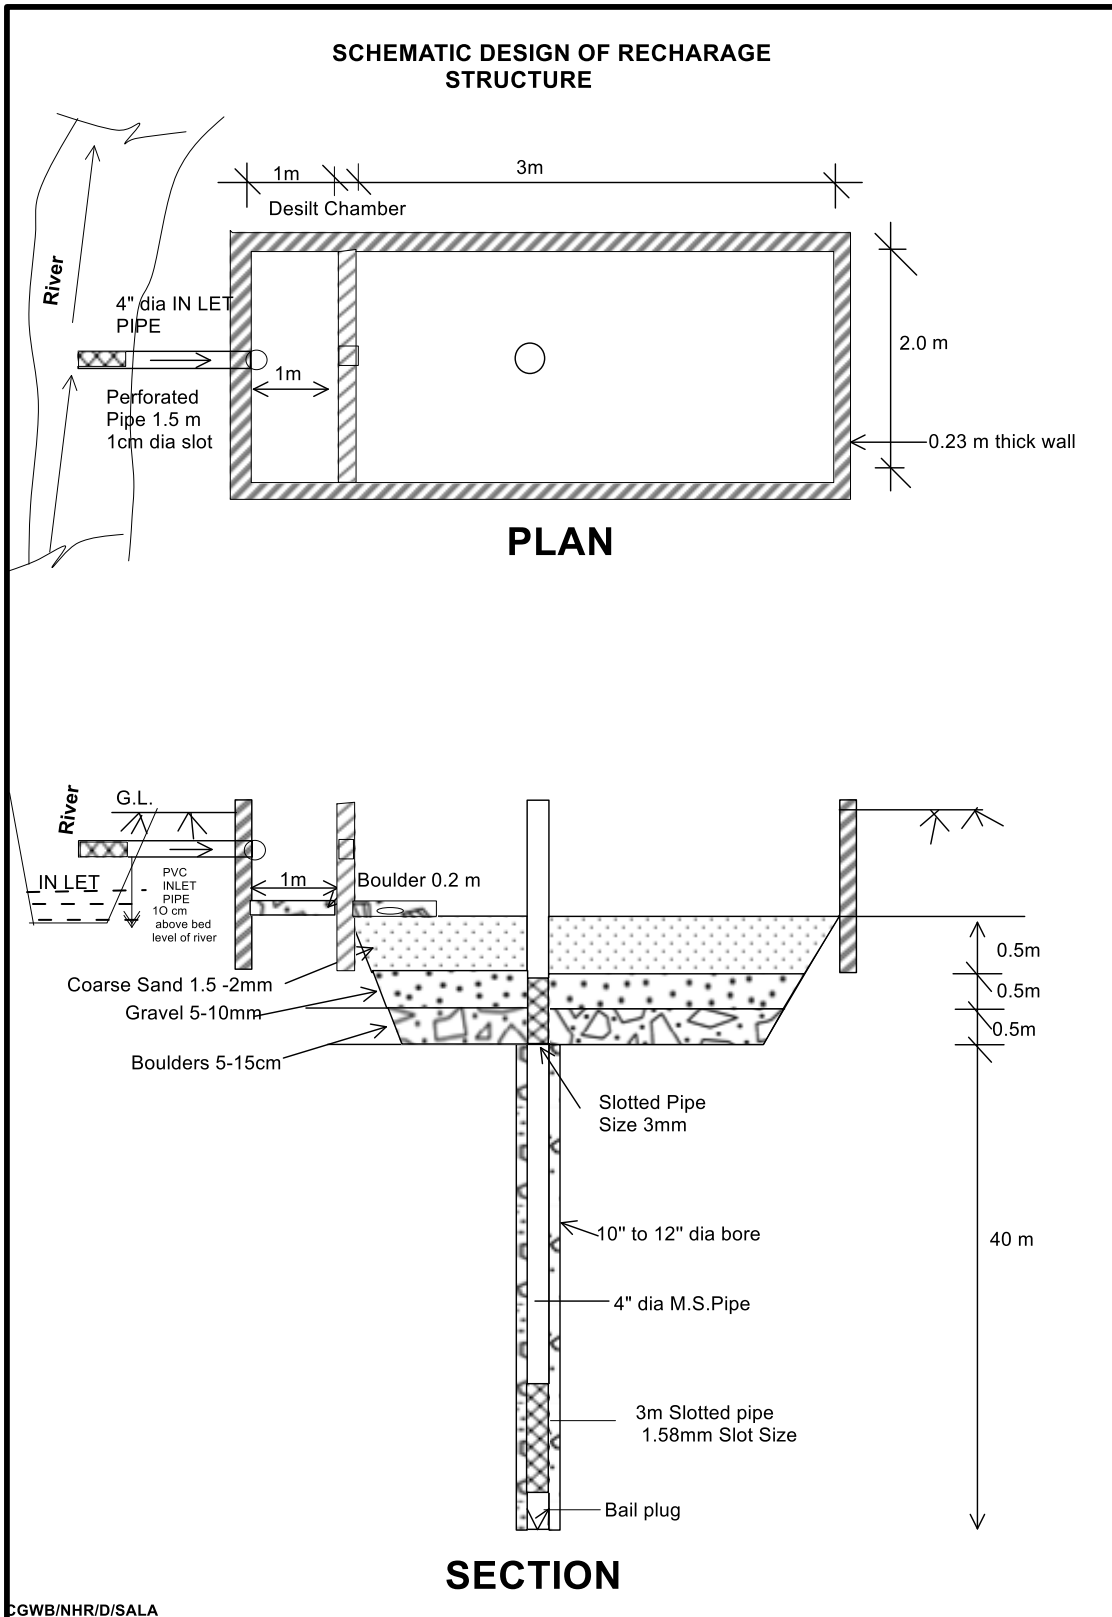 SCHEMATIC DESIGN OF RECHARAGE
STRUCTURE
1m
3m
Desilt Chamber
River
4" dia IN LET
PIPE
1m
2.0 m
Perforated
Pipe 1.5 m
1cm dia slot
0.23 m thick wall
PLAN
River
G.L.
IN LET
PVC
INLET
PIPE
10 cm
above bed
level of river
1m
Boulder 0.2 m
0.5m
Coarse Sand 1.5 -2mm
0.5m
Gravel 5-10mm
0.5m
Boulders 5-15cm
Slotted Pipe
Size 3mm
10" to 12" dia bore
40 m
4" dia M.S.Pipe
3m Slotted pipe
1.58mm Slot Size
Bail plug
SECTION
CGWB/NHR/D/SALA